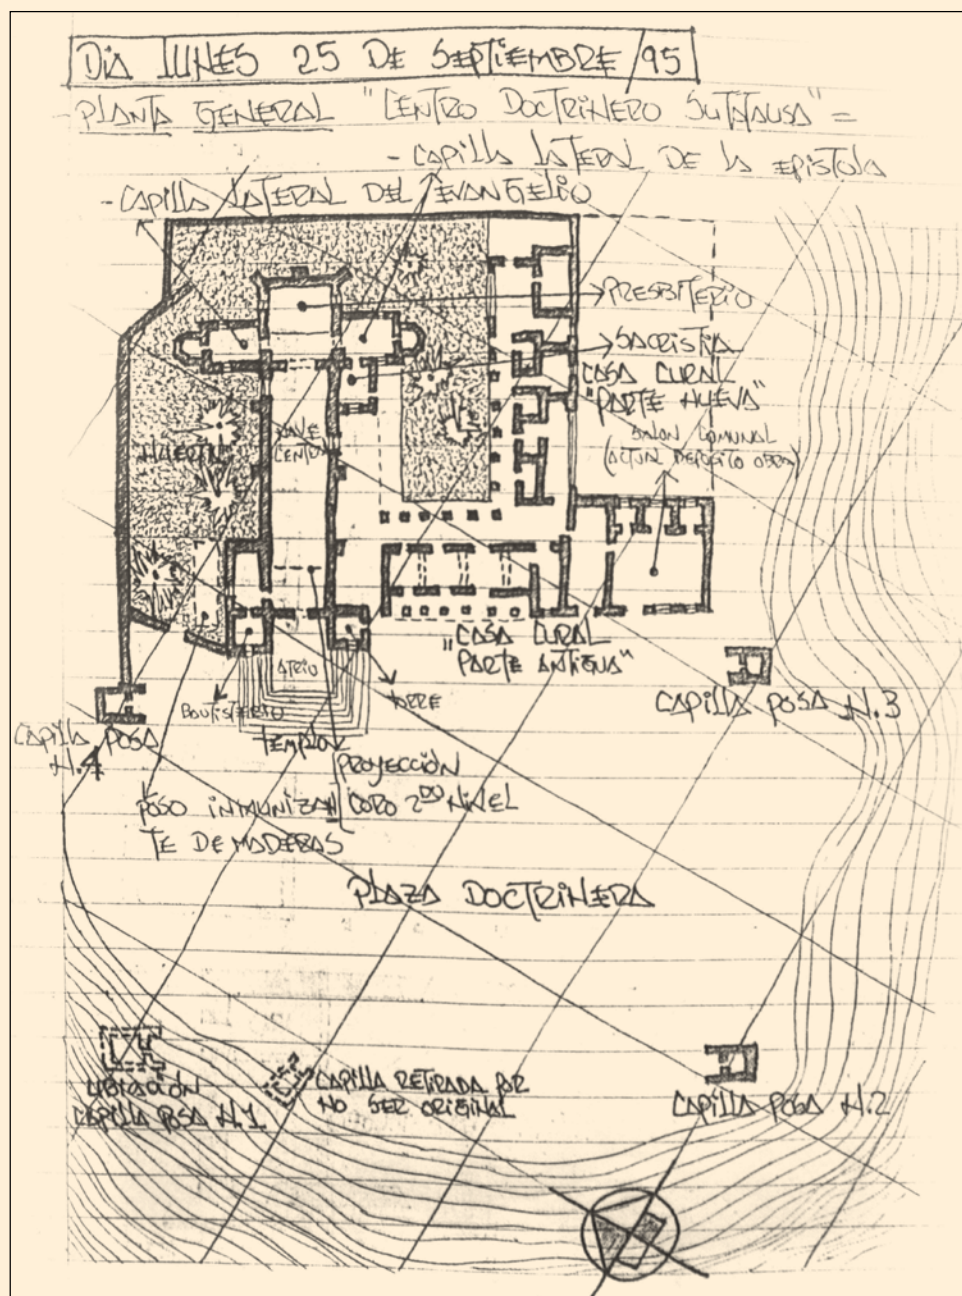 DIA LUNES 25 DE SEPTIEMBRE/95
PLANTA GENERAL "CENTRO DOCTRINERO SUTATAUSA" =
- CAPILLA LATERAL DE LA EPISTOLA
- CAPILLA LATERAL DEL EVANGELIO
PRESBITERIO
SACRISTIA
CASA CURAL
"PARTE NUEVA"
SALON COMUNAL
(ACTUAL DEPOSITO OBRA)
HUERTA
NAVE
CENTRAL
"CASA CURAL
PARTE ANTIGUA"
ATRIO
BAUTISTERIO
TORRE
TEMPLO
CAPILLA POSA
N.4
CAPILLA POSA N.3
PROYECCIÓN
CORO 2DO NIVEL
POSO INMUNIZAN
TE DE MADERAS
PLAZA DOCTRINERA
UBICACIÓN
CAPILLA POSA N.1
CAPILLA RETIRADA POR
NO SER ORIGINAL
CAPILLA POSA N.2